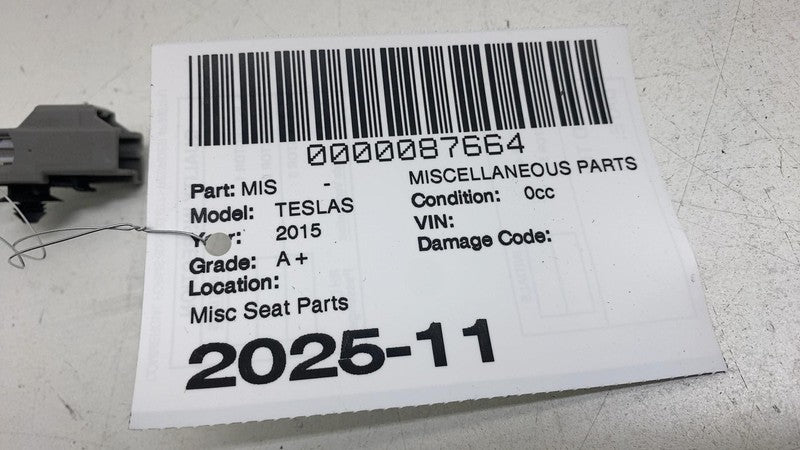 0000087664
Part: MIS - MISCELLANEOUS PARTS
Model: TESLAS Condition: 0cc
Year: 2015 VIN:
Grade: A+ Damage Code:
Location:
Misc Seat Parts
2025-11